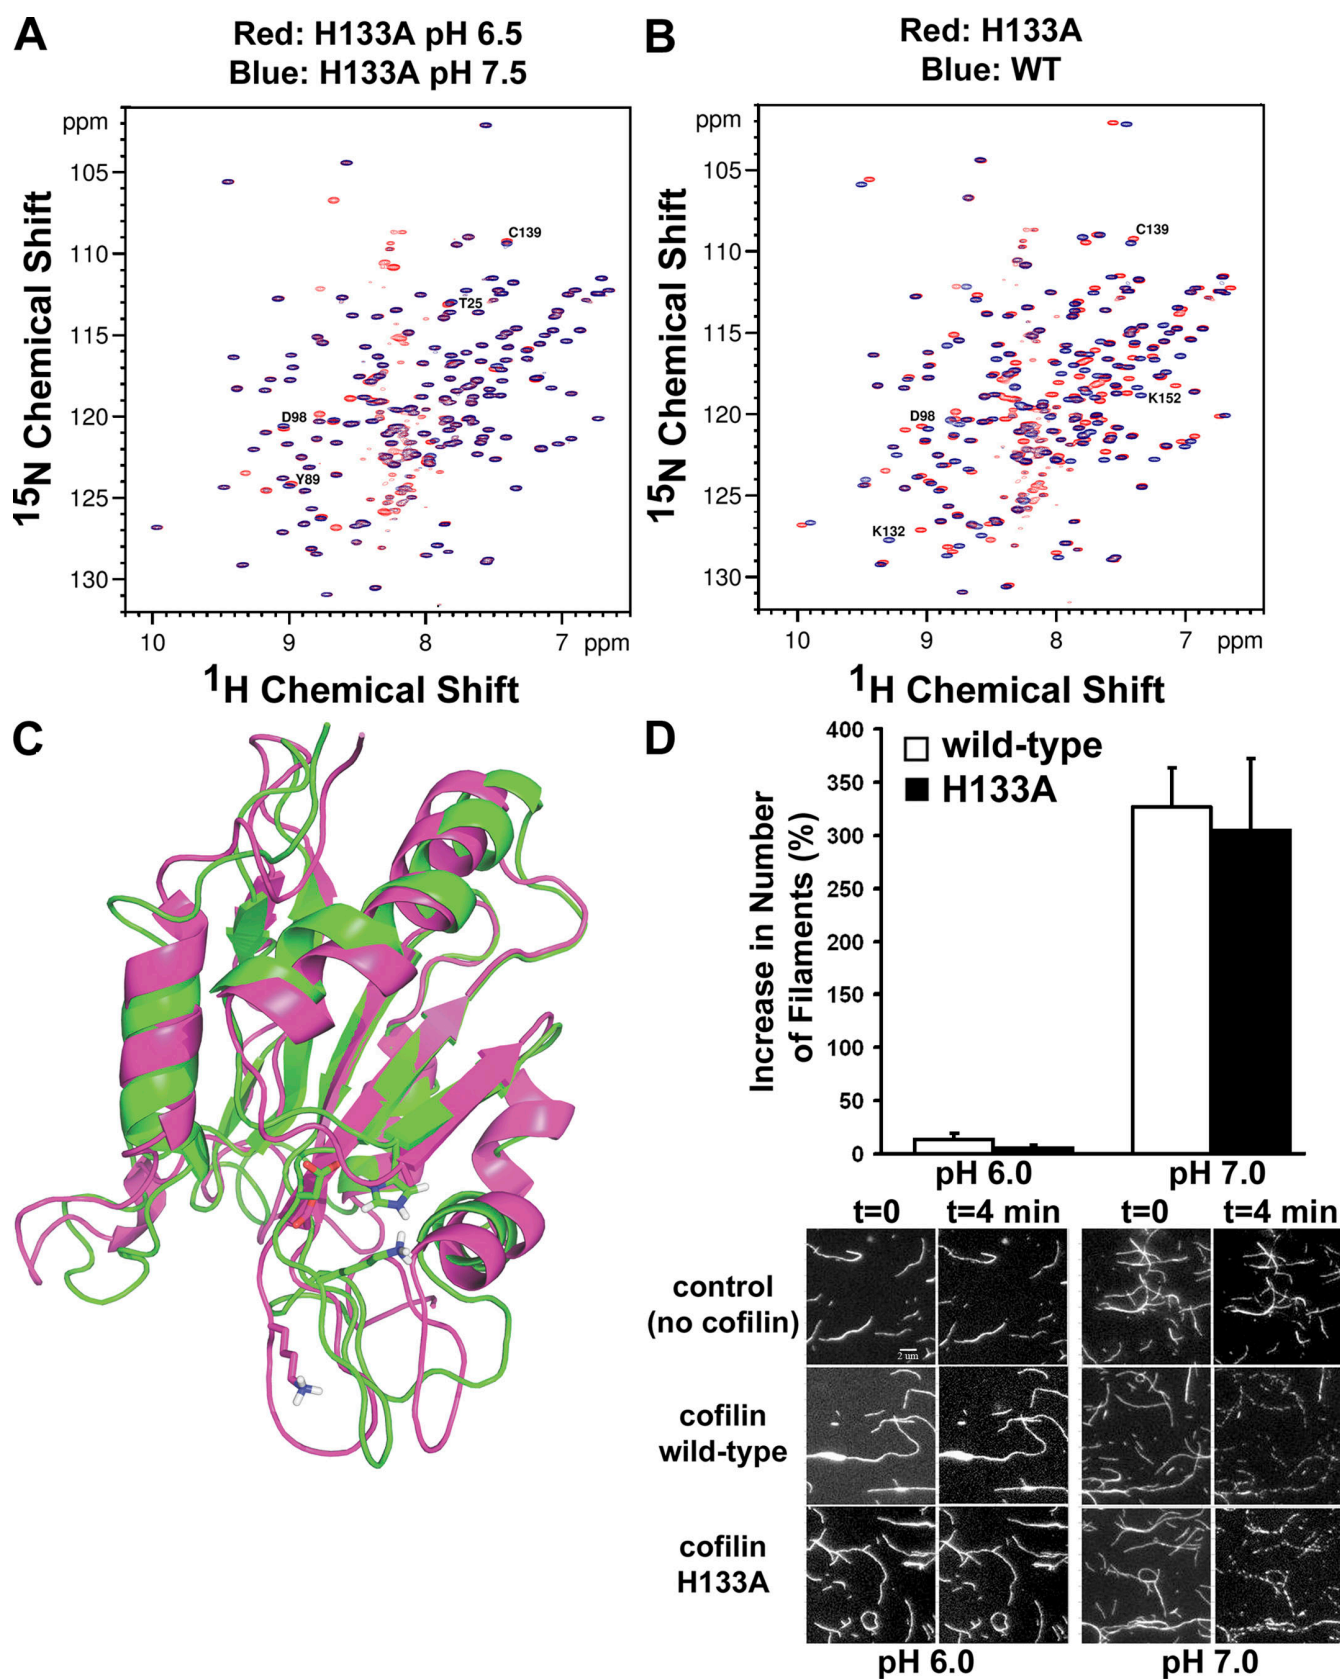 A
Red: H133A pH 6.5
Blue: H133A pH 7.5
ppm
105
110
115
120
125
130
15N Chemical Shift
C139
T25
D98
Y89
10
9
8
7
ppm
1H Chemical Shift
B
Red: H133A
Blue: WT
ppm
105
110
115
120
125
130
15N Chemical Shift
C139
K152
D98
K132
10
9
8
7
ppm
1H Chemical Shift
C
D
400
350
300
250
200
150
100
50
0
Increase in Number
of Filaments (%)
wild-type
H133A
pH 6.0
pH 7.0
t=0
t=4 min
t=0
t=4 min
control
(no cofilin)
2 um
cofilin
wild-type
cofilin
H133A
pH 6.0
pH 7.0